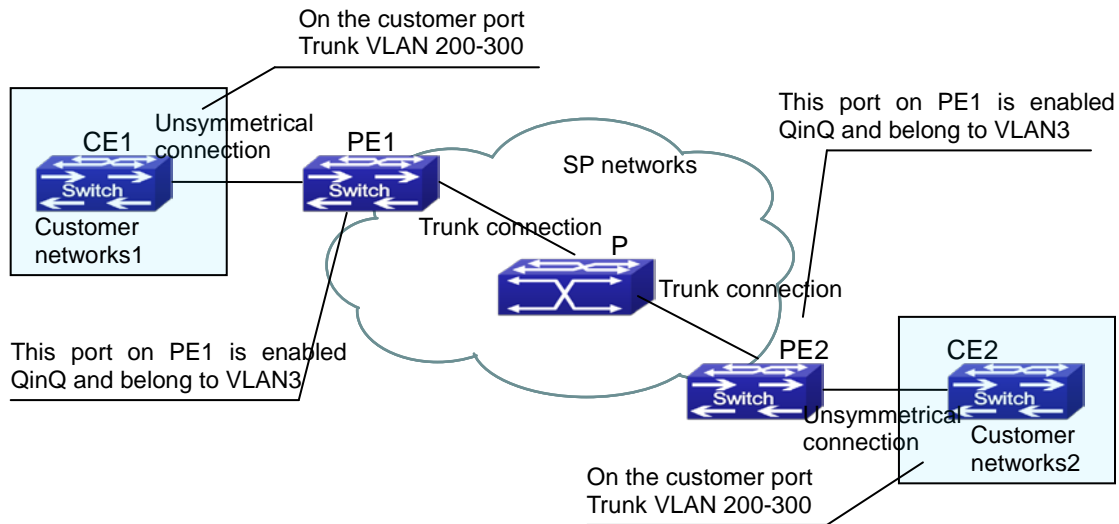 On the customer port
Trunk VLAN 200-300
This port on PE1 is enabled
QinQ and belong to VLAN3
Unsymmetrical
connection
CE1
PE1
SP networks
Switch
Switch
Customer
networks1
Trunk connection
P
Trunk connection
This port on PE1 is enabled
QinQ and belong to VLAN3
PE2
CE2
Switch
Switch
Unsymmetrical
connection
Customer
networks2
On the customer port
Trunk VLAN 200-300